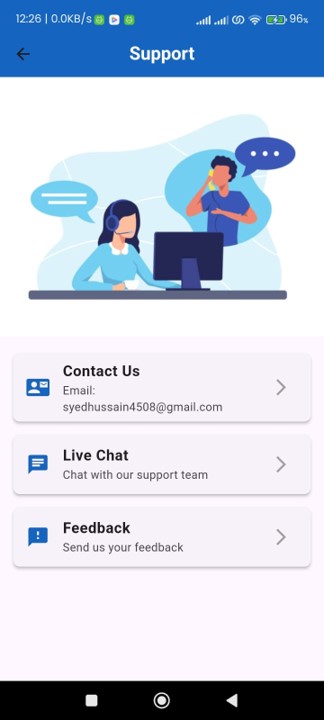 12:26 | 0.0KB/s
96%
Support
Contact Us
Email:
syedhussain4508@gmail.com
Live Chat
Chat with our support team
Feedback
Send us your feedback